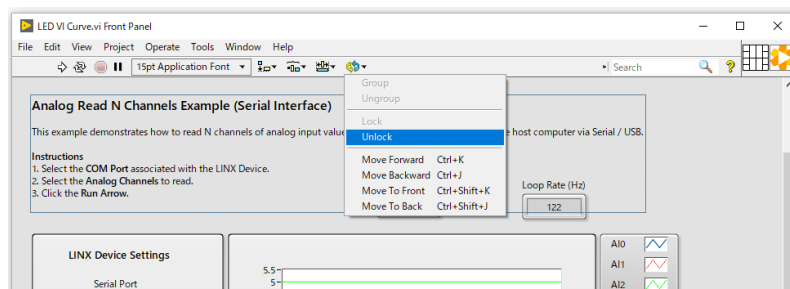 LED VI Curve.vi Front Panel
File Edit View Project Operate Tools Window Help
15pt Application Font
Search
Group
Ungroup
Lock
Unlock
Move Forward Ctrl+K
Move Backward Ctrl+J
Move To Front Ctrl+Shift+K
Move To Back Ctrl+Shift+J
Analog Read N Channels Example (Serial Interface)
This example demonstrates how to read N channels of analog input value
e host computer via Serial / USB.
Instructions
1. Select the COM Port associated with the LINX Device.
2. Select the Analog Channels to read.
3. Click the Run Arrow.
Loop Rate (Hz)
122
LINX Device Settings
Serial Port
5.5
5
AI0
AI1
AI2